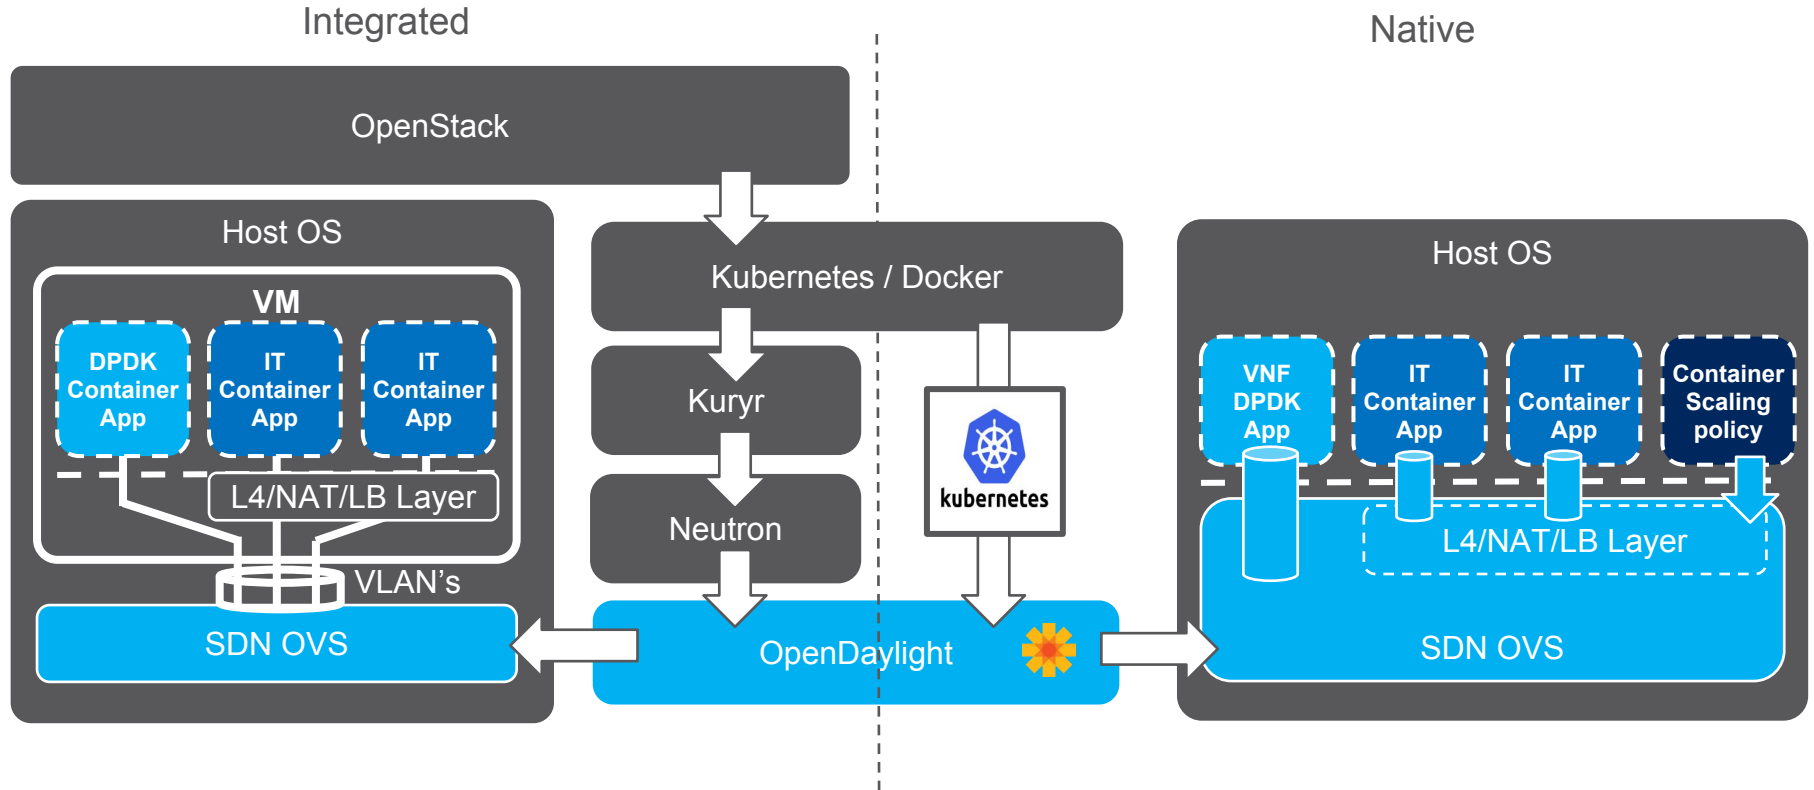 Integrated
Native
OpenStack
Host OS
VM
DPDK
Container
App
IT
Container
App
IT
Container
App
L4/NAT/LB Layer
VLAN's
SDN OVS
Kubernetes / Docker
Kuryr
Neutron
kubernetes
OpenDaylight
Host OS
VNF
DPDK
App
IT
Container
App
IT
Container
App
Container
Scaling
policy
L4/NAT/LB Layer
SDN OVS